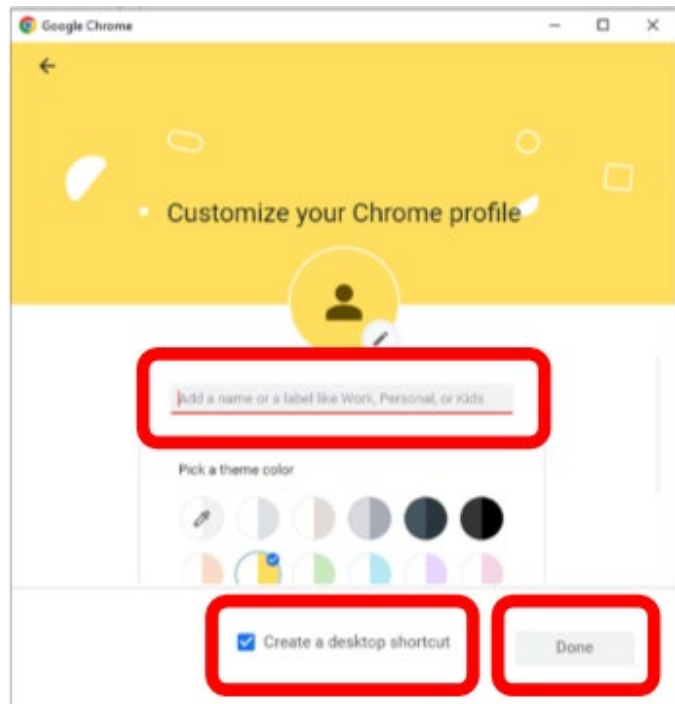 Google Chrome
Customize your Chrome profile
Add a name or a label like Work, Personal, or Kids
Pick a theme color
Create a desktop shortcut
Done